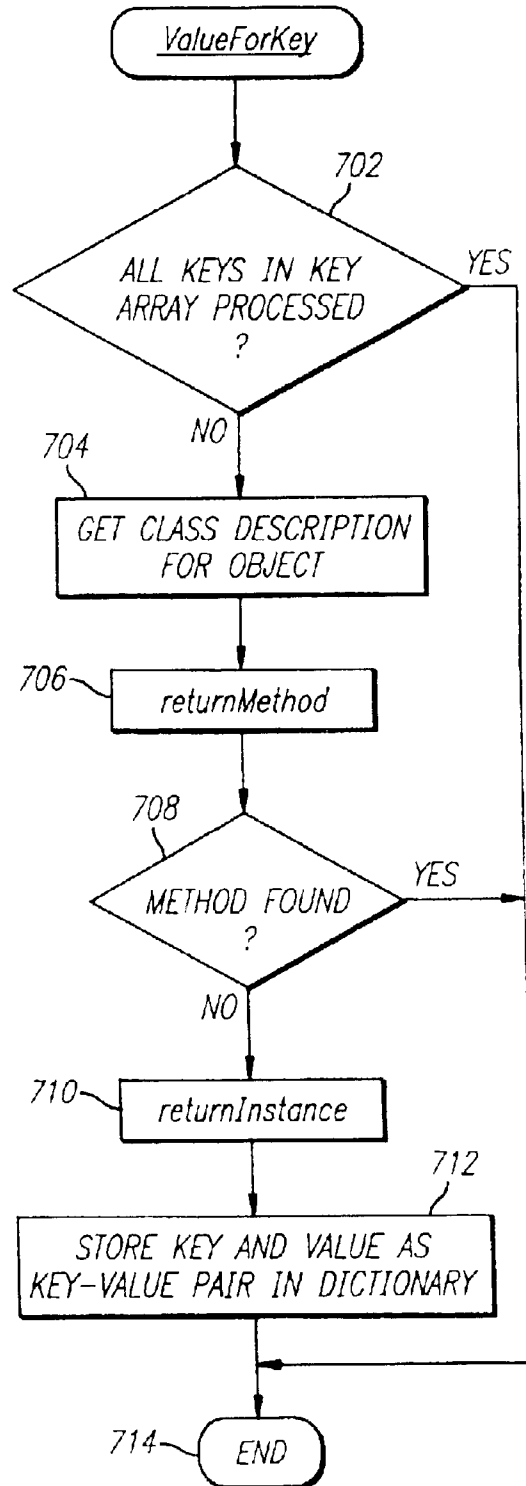 ValueForKey
702
ALL KEYS IN KEY
ARRAY PROCESSED
?
YES
NO
704
GET CLASS DESCRIPTION
FOR OBJECT
706
returnMethod
708
METHOD FOUND
?
YES
NO
710
returnInstance
712
STORE KEY AND VALUE AS
KEY-VALUE PAIR IN DICTIONARY
714
END